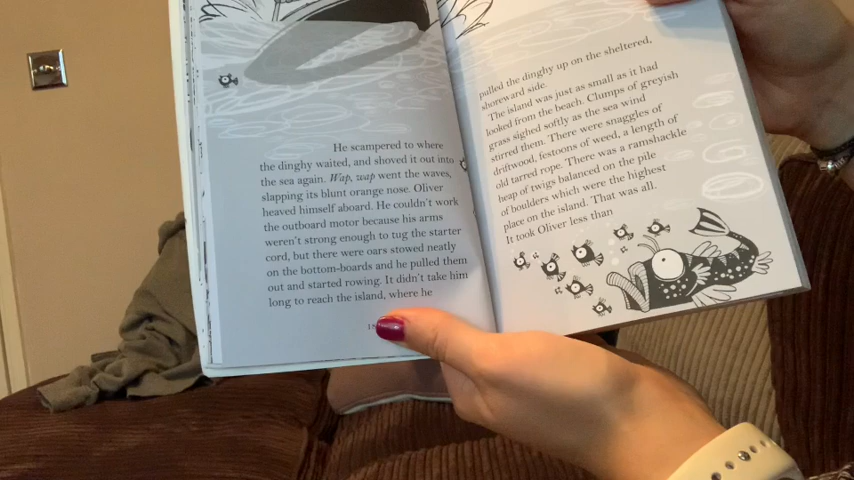 He scampered to where
the dinghy waited, and shoved it out into
the sea again. Wap, wap went the waves,
slapping its blunt orange nose. Oliver
heaved himself aboard. He couldn't work
the outboard motor because his arms
weren't strong enough to tug the starter
cord, but there were oars stowed neatly
on the bottom-boards and he pulled them
out and started rowing. It didn't take him
long to reach the island, where he
pulled the dinghy up on the sheltered,
shoreward side.
The island was just as small as it had
looked from the beach. Clumps of greyish
grass sighed softly as the sea wind
stirred them. There were snaggles of
driftwood, festoons of weed, a length of
old tarred rope. There was a ramshackle
heap of twigs balanced on the pile
of boulders which were the highest
place on the island. That was all.
It took Oliver less than